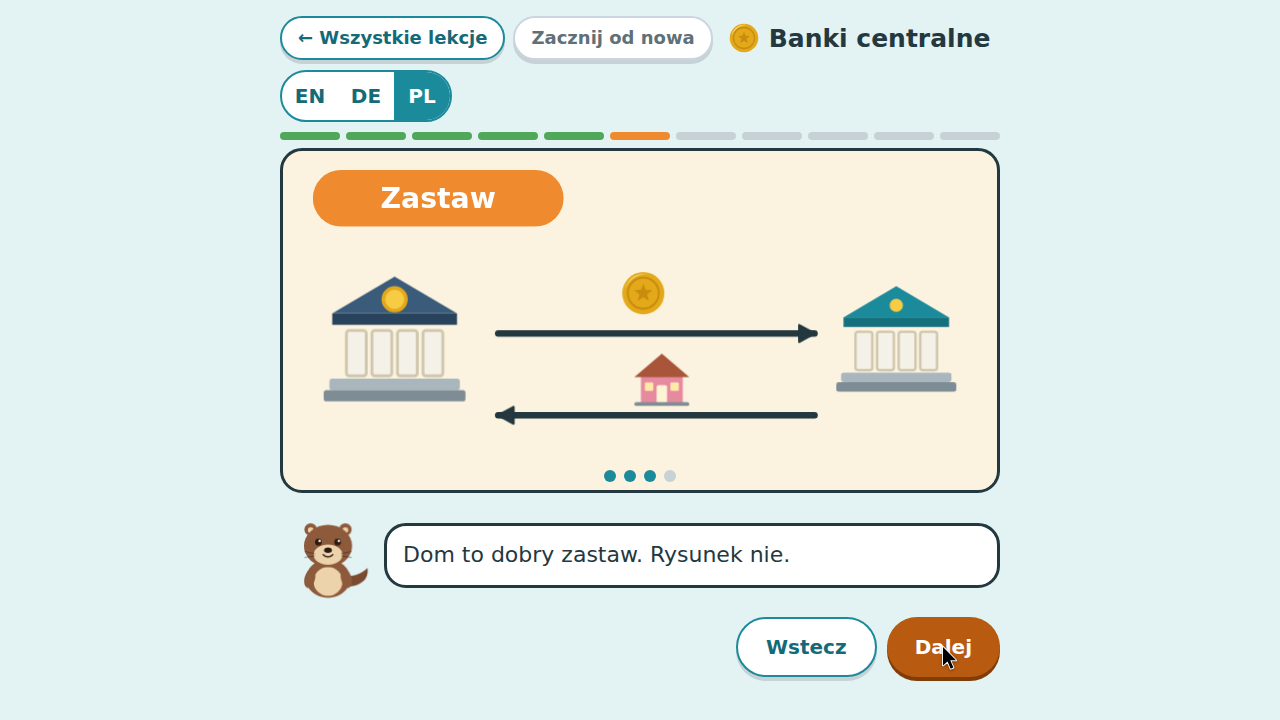 ← Wszystkie lekcje
Zacznij od nowa
Banki centralne
EN DE PL
Zastaw
Dom to dobry zastaw. Rysunek nie.
Wstecz
Dalej